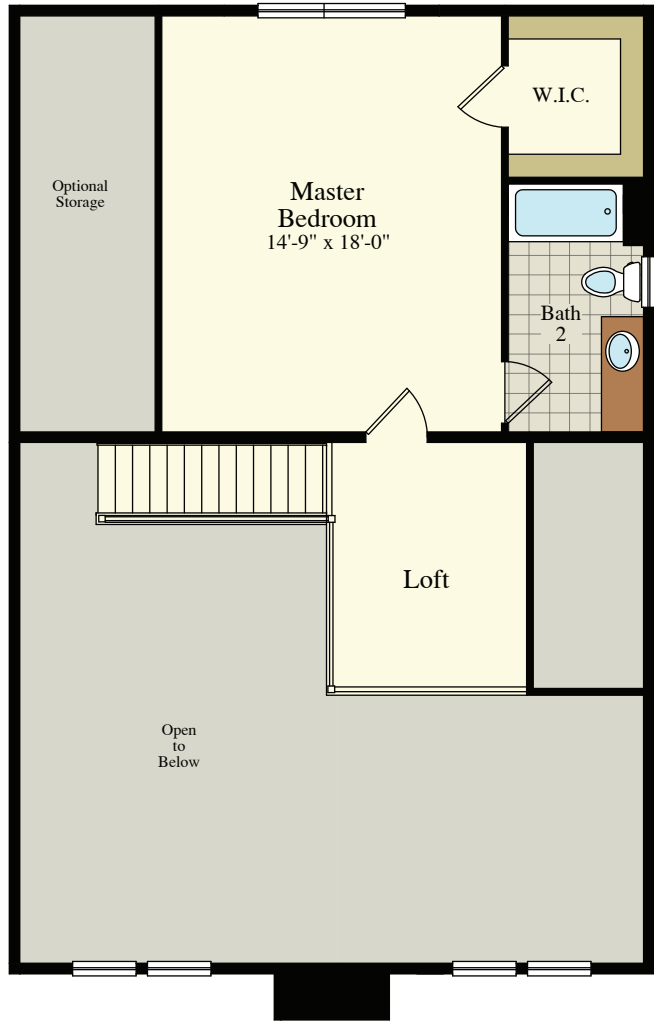 W.I.C.
Optional
Storage
Master
Bedroom
14'-9" x 18'-0"
Bath
2
Loft
Open
to
Below